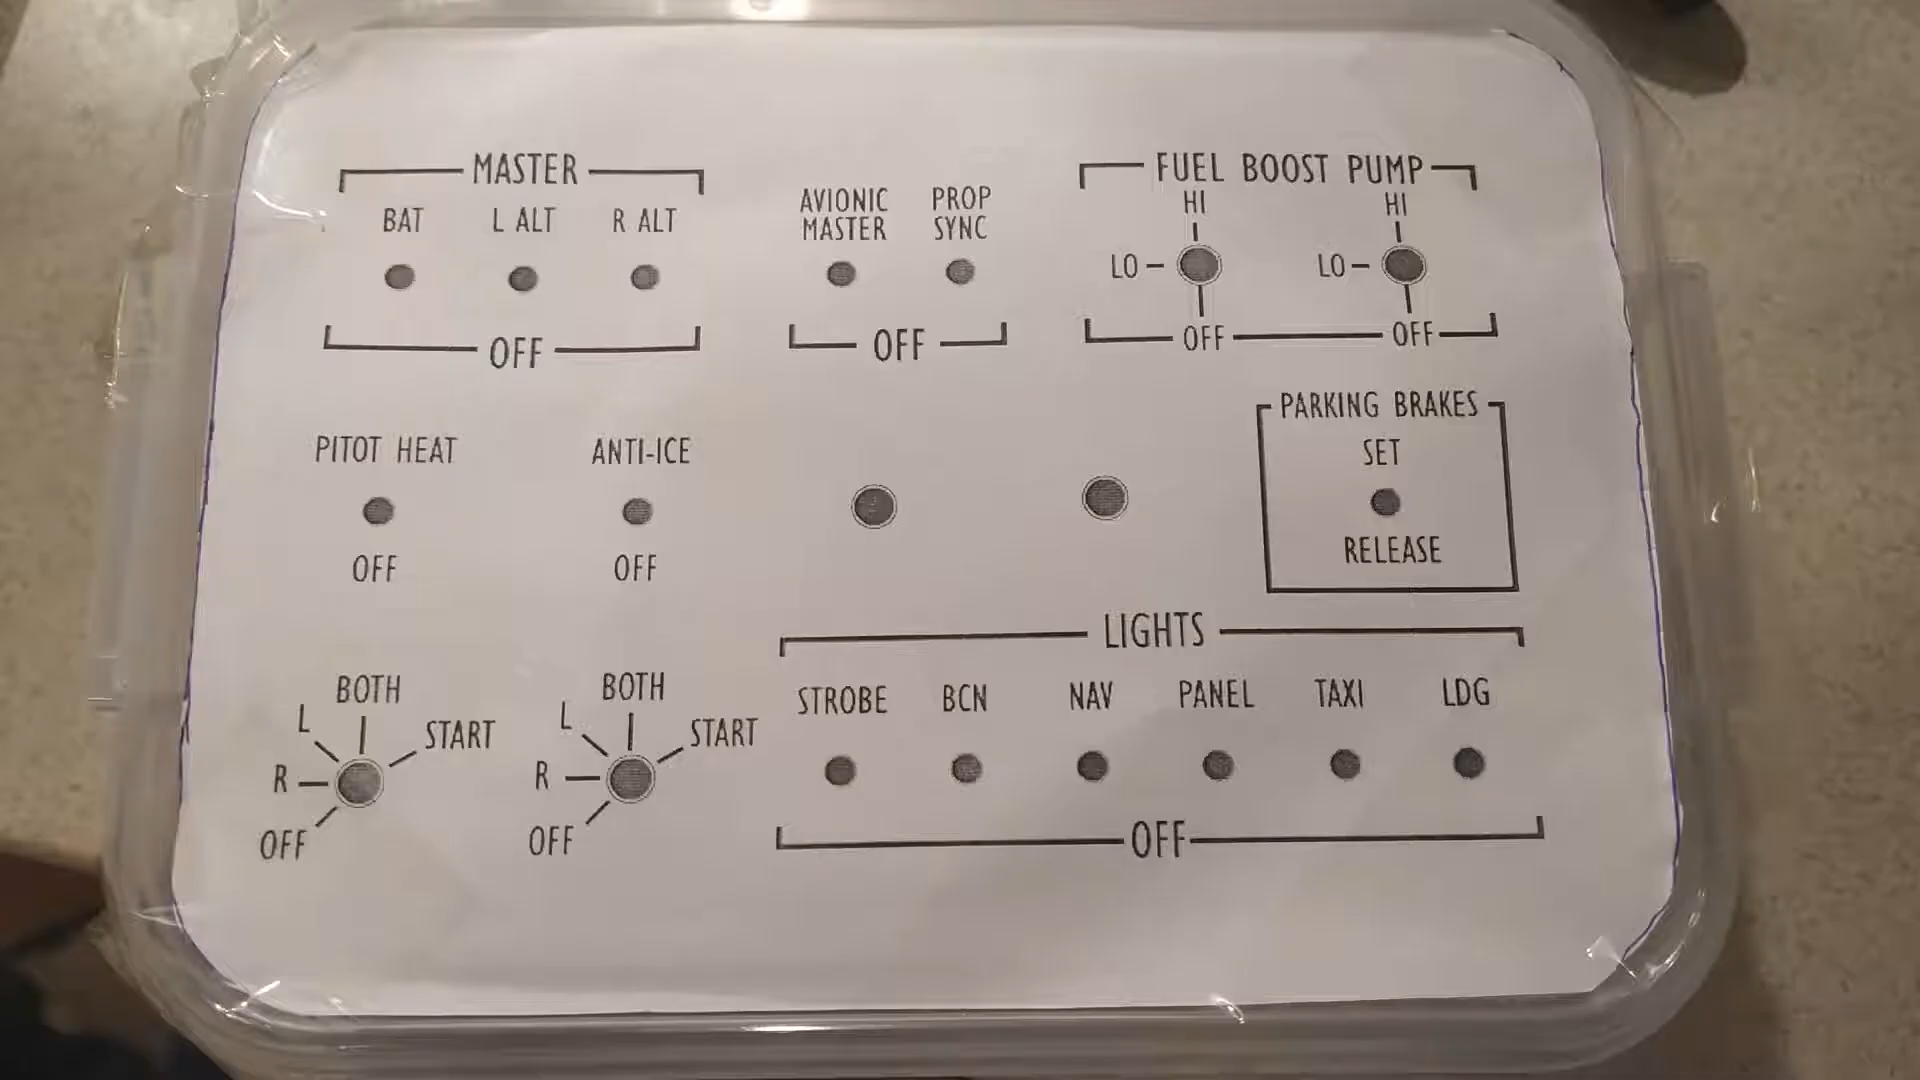 MASTER
BAT L ALT R ALT
OFF
AVIONIC MASTER
PROP SYNC
OFF
FUEL BOOST PUMP
HI HI
LO LO
OFF OFF
PITOT HEAT
OFF
ANTI-ICE
OFF
PARKING BRAKES
SET
RELEASE
BOTH
L START
R
OFF
BOTH
L START
R
OFF
LIGHTS
STROBE BCN NAV PANEL TAXI LDG
OFF